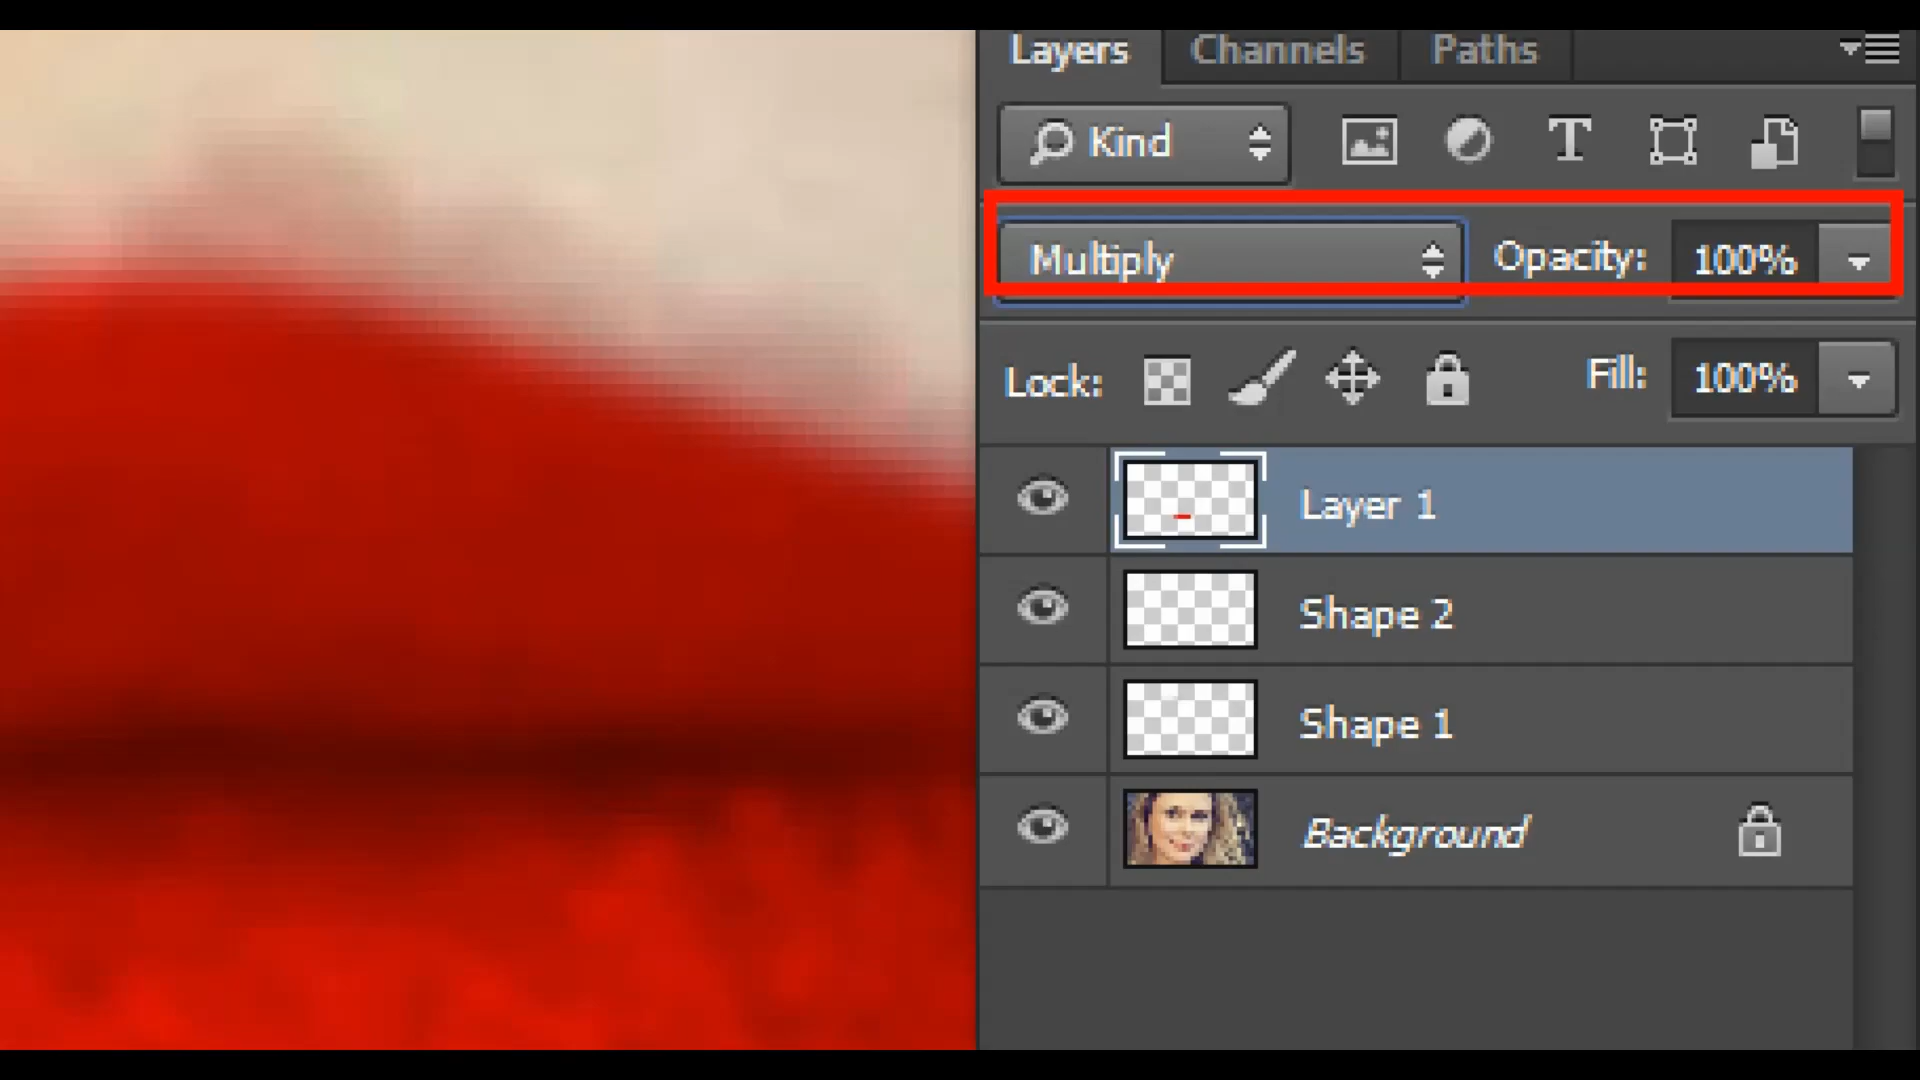 Layers Channels Paths
Kind T
Multiply Opacity: 100%
Lock: Fill: 100%
Layer 1
Shape 2
Shape 1
Background